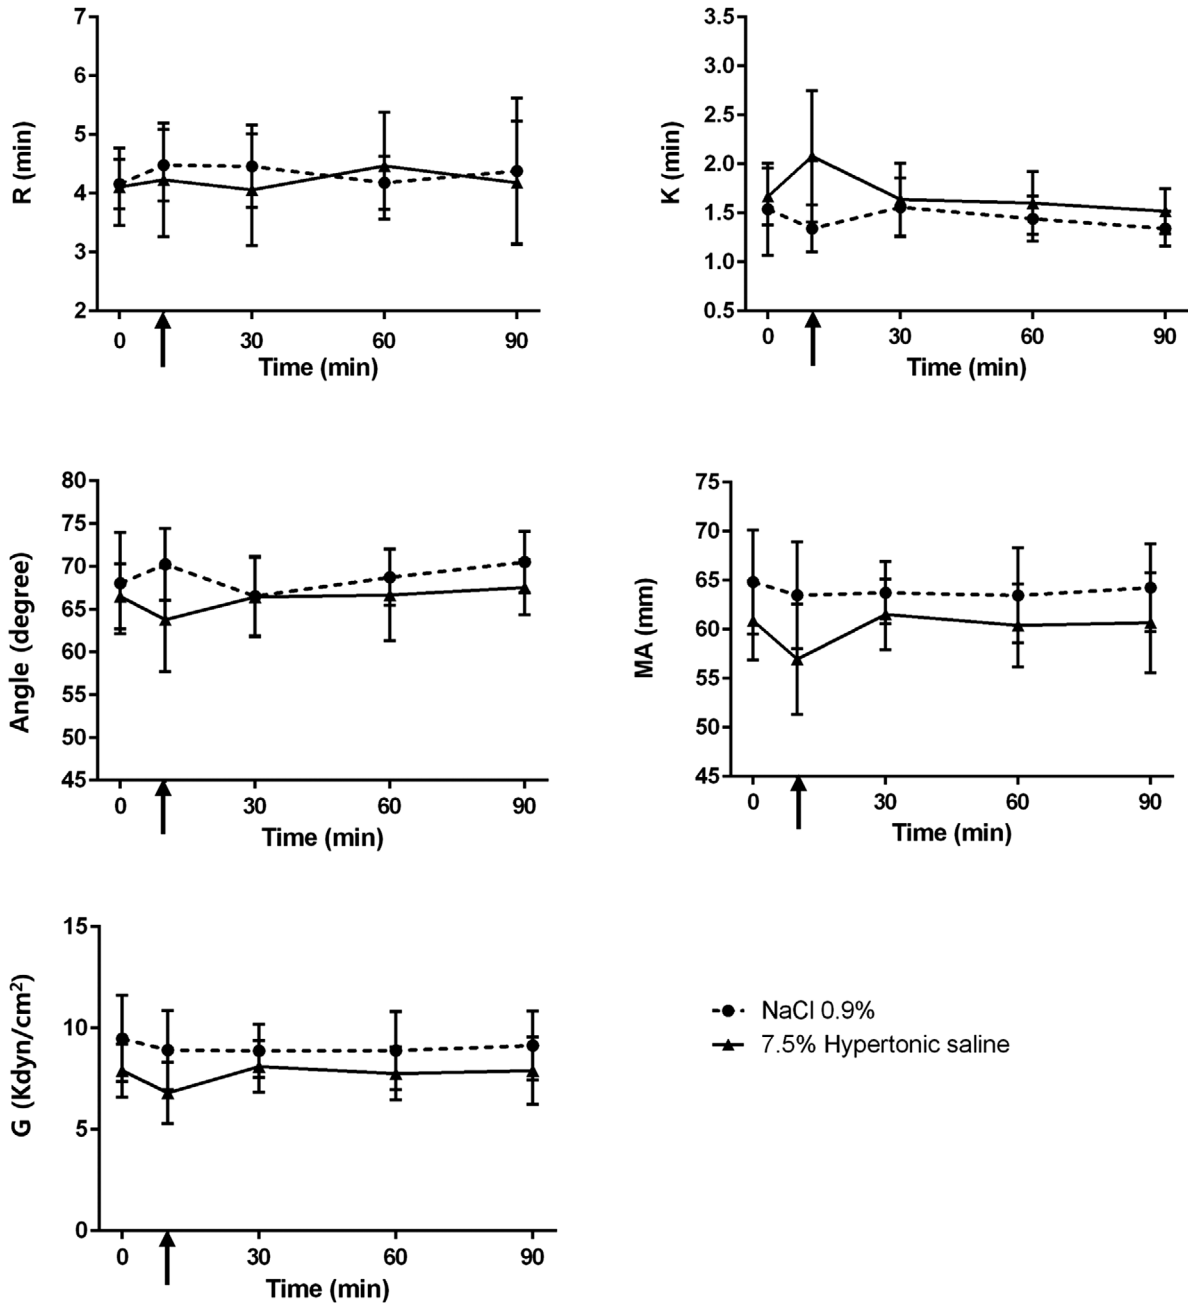 R (min)
7
6
5
4
3
2
0 30 60 90
Time (min)
K (min)
3.5
3.0
2.5
2.0
1.5
1.0
0.5
0 30 60 90
Time (min)
Angle (degree)
80
75
70
65
60
55
50
45
0 30 60 90
Time (min)
MA (mm)
75
70
65
60
55
50
45
0 30 60 90
Time (min)
G (Kdyn/cm²)
15
10
5
0
0 30 60 90
Time (min)
NaCl 0.9%
7.5% Hypertonic saline